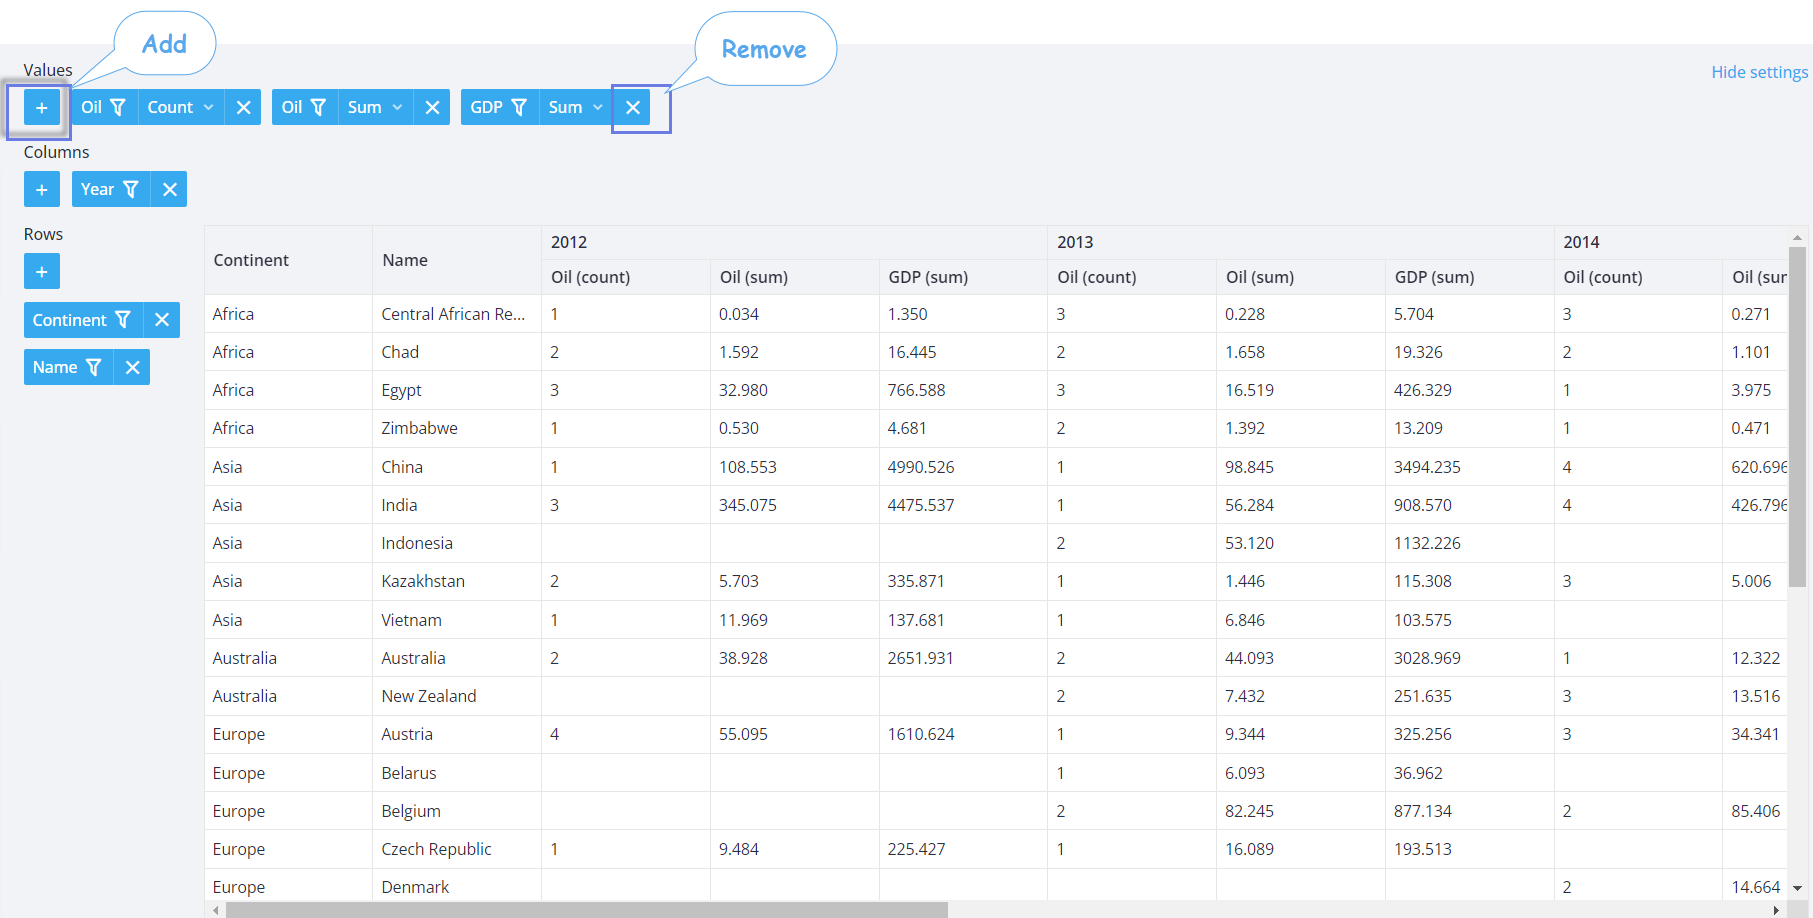 Add
Remove
Values
Hide settings
+ Oil Count Oil Sum GDP Sum
Columns
+ Year
Rows
+
Continent
Name
Continent Name 2012 2013 2014
Oil (count) Oil (sum) GDP (sum) Oil (count) Oil (sum) GDP (sum) Oil (count) Oil (sur
Africa Central African Re... 1 0.034 1.350 3 0.228 5.704 3 0.271
Africa Chad 2 1.592 16.445 2 1.658 19.326 2 1.101
Africa Egypt 3 32.980 766.588 3 16.519 426.329 1 3.975
Africa Zimbabwe 1 0.530 4.681 2 1.392 13.209 1 0.471
Asia China 1 108.553 4990.526 1 98.845 3494.235 4 620.696
Asia India 3 345.075 4475.537 1 56.284 908.570 4 426.796
Asia Indonesia 2 53.120 1132.226
Asia Kazakhstan 2 5.703 335.871 1 1.446 115.308 3 5.006
Asia Vietnam 1 11.969 137.681 1 6.846 103.575
Australia Australia 2 38.928 2651.931 2 44.093 3028.969 1 12.322
Australia New Zealand 2 7.432 251.635 3 13.516
Europe Austria 4 55.095 1610.624 1 9.344 325.256 3 34.341
Europe Belarus 1 6.093 36.962
Europe Belgium 2 82.245 877.134 2 85.406
Europe Czech Republic 1 9.484 225.427 1 16.089 193.513
Europe Denmark 2 14.664